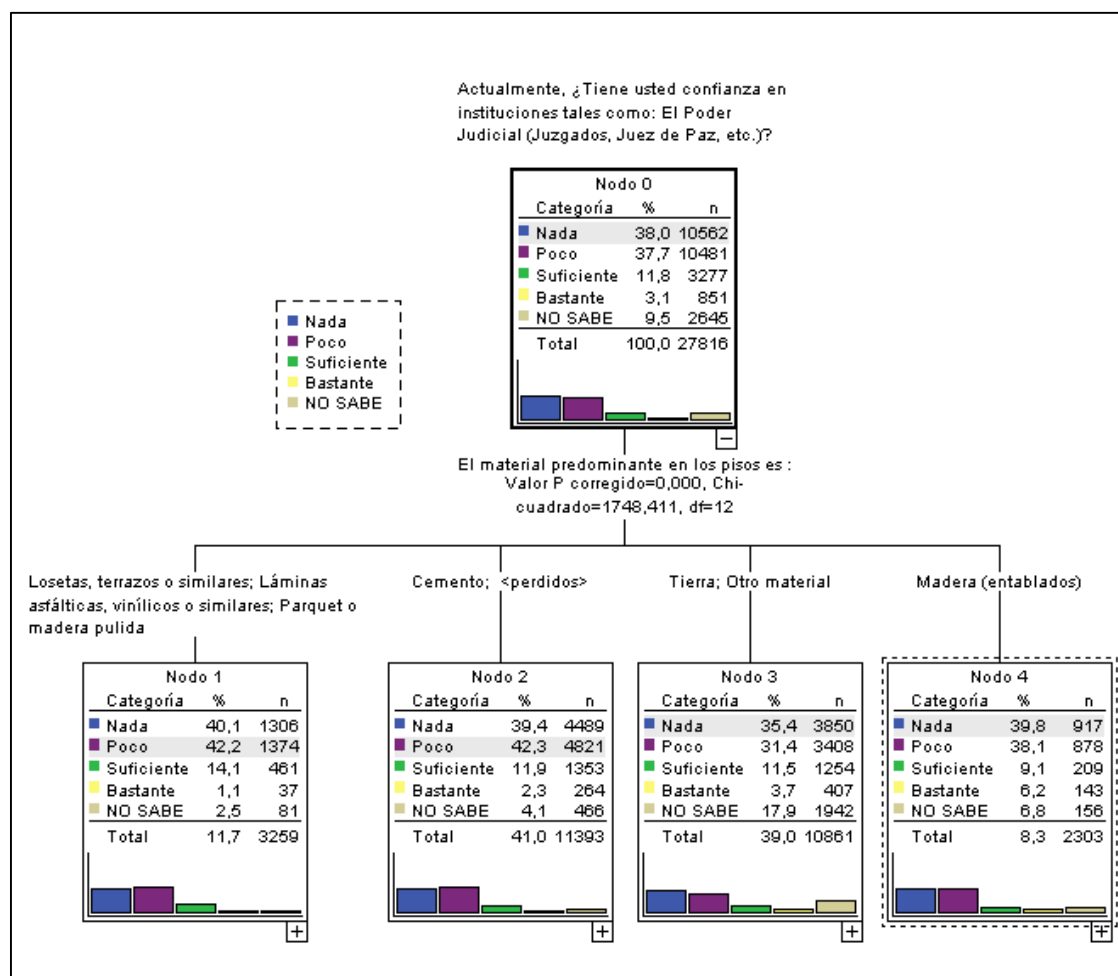 Actualmente, ¿Tiene usted confianza en
instituciones tales como: El Poder
Judicial (Juzgados, Juez de Paz, etc.)?
Nodo 0
Categoría % n
Nada 38,0 10562
Poco 37,7 10481
Suficiente 11,8 3277
Bastante 3,1 851
NO SABE 9,5 2645
Total 100,0 27816
Nada
Poco
Suficiente
Bastante
NO SABE
El material predominante en los pisos es :
Valor P corregido=0,000, Chi-
cuadrado=1748,411, df=12
Losetas, terrazos o similares; Láminas
asfálticas, vinílicos o similares; Parquet o
madera pulida
Nodo 1
Categoría % n
Nada 40,1 1306
Poco 42,2 1374
Suficiente 14,1 461
Bastante 1,1 37
NO SABE 2,5 81
Total 11,7 3259
Cemento; <perdidos>
Nodo 2
Categoría % n
Nada 39,4 4489
Poco 42,3 4821
Suficiente 11,9 1353
Bastante 2,3 264
NO SABE 4,1 466
Total 41,0 11393
Tierra; Otro material
Nodo 3
Categoría % n
Nada 35,4 3850
Poco 31,4 3408
Suficiente 11,5 1254
Bastante 3,7 407
NO SABE 17,9 1942
Total 39,0 10861
Madera (entablados)
Nodo 4
Categoría % n
Nada 39,8 917
Poco 38,1 878
Suficiente 9,1 209
Bastante 6,2 143
NO SABE 6,8 156
Total 8,3 2303